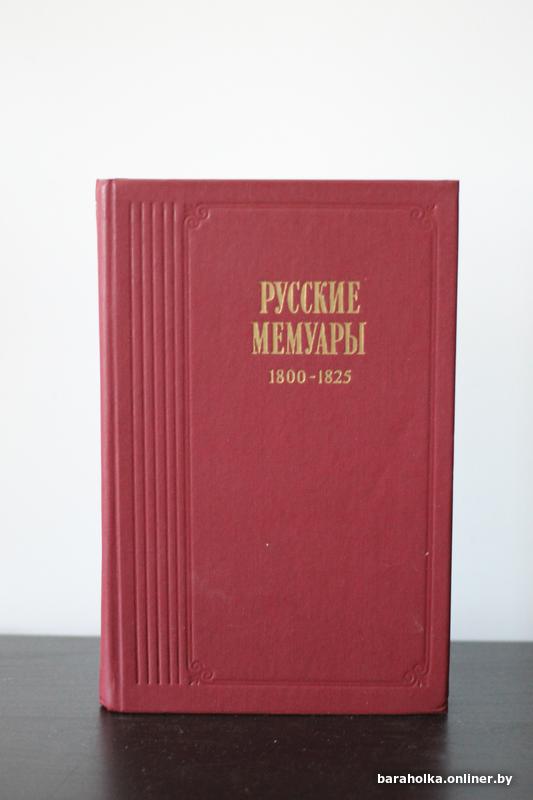 РУССКИЕ
МЕМУАРЫ
1800-1825
baraholka.onliner.by